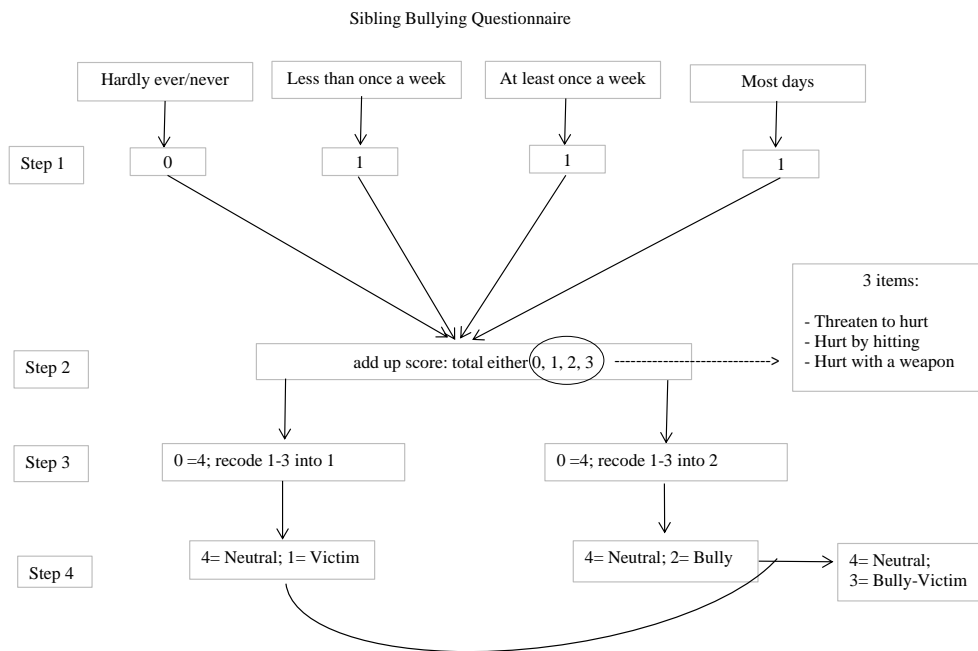 Sibling Bullying Questionnaire
Hardly ever/never
Less than once a week
At least once a week
Most days
Step 1
0
1
1
1
3 items:
- Threaten to hurt
- Hurt by hitting
- Hurt with a weapon
Step 2
add up score: total either 0, 1, 2, 3
Step 3
0 =4; recode 1-3 into 1
0 =4; recode 1-3 into 2
Step 4
4= Neutral; 1= Victim
4= Neutral; 2= Bully
4= Neutral;
3= Bully-Victim